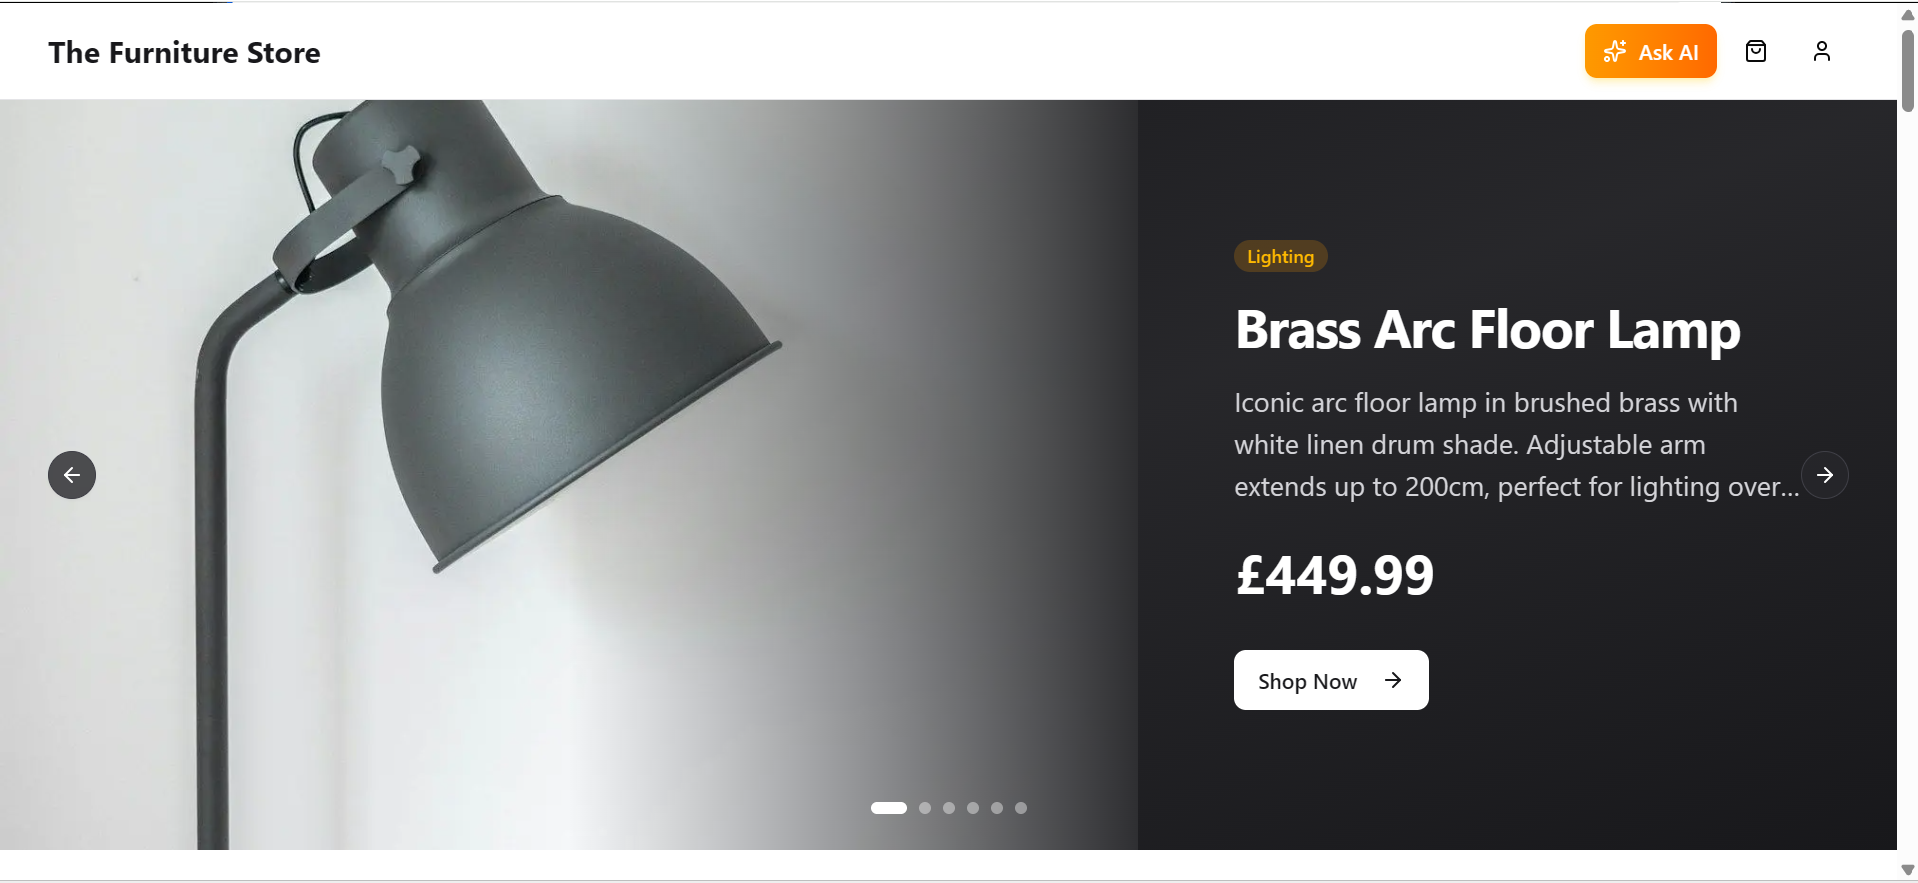 The Furniture Store
Ask AI
Lighting
Brass Arc Floor Lamp
Iconic arc floor lamp in brushed brass with
white linen drum shade. Adjustable arm
extends up to 200cm, perfect for lighting over...
£449.99
Shop Now